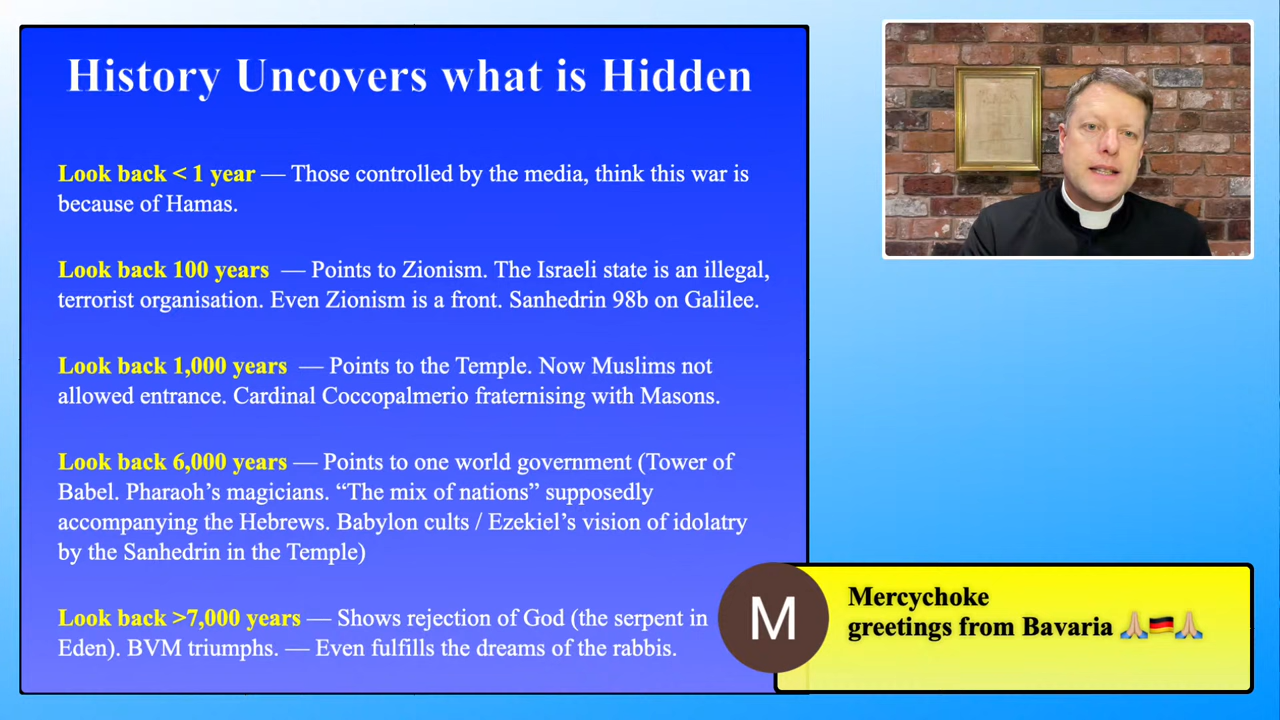 History Uncovers what is Hidden
Look back < 1 year — Those controlled by the media, think this war is
because of Hamas.
Look back 100 years — Points to Zionism. The Israeli state is an illegal,
terrorist organisation. Even Zionism is a front. Sanhedrin 98b on Galilee.
Look back 1,000 years — Points to the Temple. Now Muslims not
allowed entrance. Cardinal Coccopalmerio fraternising with Masons.
Look back 6,000 years — Points to one world government (Tower of
Babel. Pharaoh’s magicians. “The mix of nations” supposedly
accompanying the Hebrews. Babylon cults / Ezekiel’s vision of idolatry
by the Sanhedrin in the Temple)
Look back >7,000 years — Shows rejection of God (the serpent in
Eden). BVM triumphs. — Even fulfills the dreams of the rabbis.
M
Mercychoke
greetings from Bavaria 🙏🏼🇩🇪🙏🏼